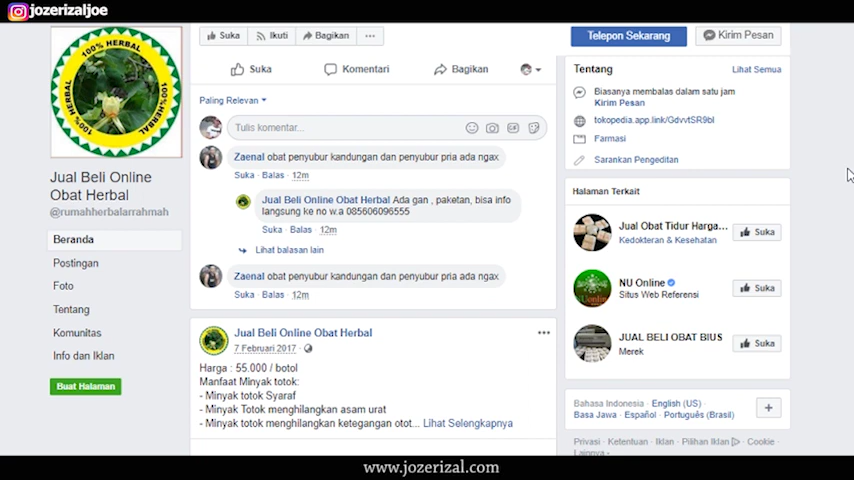 jozerizaljoe
100% HERBAL
100% HERBAL
100% HERBAL
Jual Beli Online
Obat Herbal
@rumahherbalarrahmah
Beranda
Postingan
Foto
Tentang
Komunitas
Info dan Iklan
Buat Halaman
Suka Ikuti Bagikan ...
Suka Komentari Bagikan
Paling Relevan
Tulis komentar...
GIF
Zaenal obat penyubur kandungan dan penyubur pria ada ngax
Suka · Balas · 12m
Jual Beli Online Obat Herbal Ada gan , paketan, bisa info
langsung ke no w.a 085606096555
Suka · Balas · 12m
Lihat balasan lain
Zaenal obat penyubur kandungan dan penyubur pria ada ngax
Suka · Balas · 12m
Jual Beli Online Obat Herbal
7 Februari 2017 ·
Harga : 55.000 / botol
Manfaat Minyak totok:
- Minyak totok Syaraf
- Minyak Totok menghilangkan asam urat
- Minyak totok menghilangkan ketegangan otot... Lihat Selengkapnya
Telepon Sekarang Kirim Pesan
Tentang Lihat Semua
Biasanya membalas dalam satu jam
Kirim Pesan
tokopedia.app.link/GdvvtSR9bl
Farmasi
Sarankan Pengeditan
Halaman Terkait
Jual Obat Tidur Harga...
Kedokteran & Kesehatan
Suka
NU Online
Situs Web Referensi
Suka
JUAL BELI OBAT BIUS
Merek
Suka
Bahasa Indonesia · English (US) ·
Basa Jawa · Español · Português (Brasil)
Privasi · Ketentuan · Iklan · Pilihan Iklan · Cookie ·
Lainnya
www.jozerizal.com